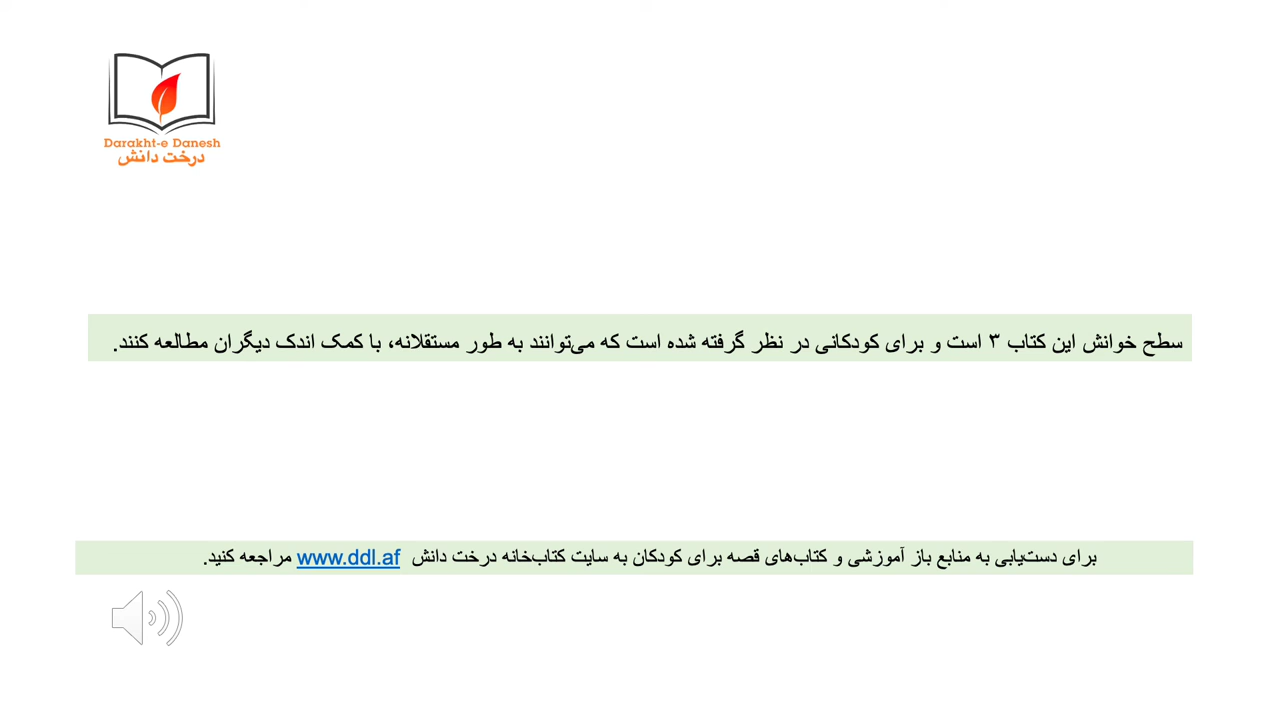 Darakht-e Danesh
درخت دانش
سطح خوانش این کتاب ۳ است و برای کودکانی در نظر گرفته شده است که می‌توانند به طور مستقلانه، با کمک اندک دیگران مطالعه کنند.
برای دست‌یابی به منابع باز آموزشی و کتاب‌های قصه برای کودکان به سایت کتاب‌خانه درخت دانش www.ddl.af مراجعه کنید.